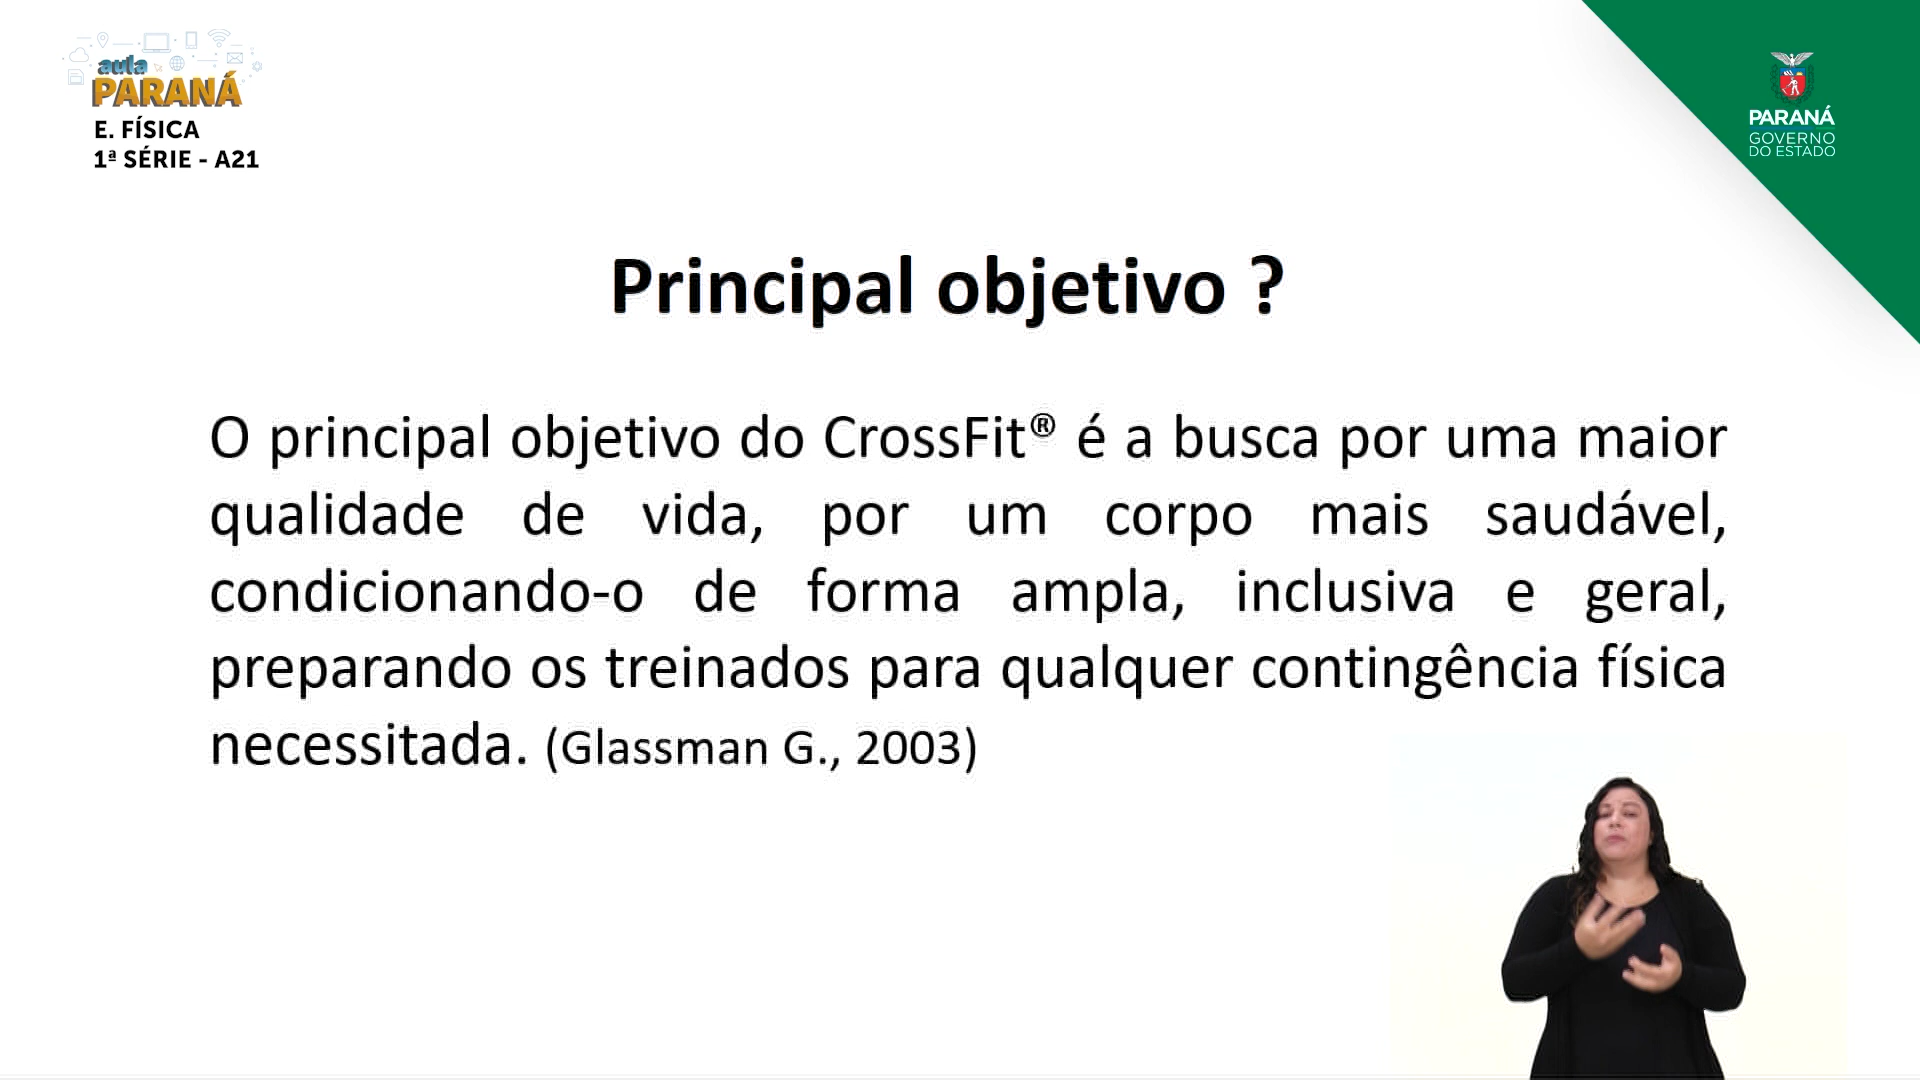 aula
PARANÁ
E. FÍSICA
1ª SÉRIE - A21
PARANÁ
GOVERNO
DO ESTADO
Principal objetivo ?
O principal objetivo do CrossFit® é a busca por uma maior
qualidade de vida, por um corpo mais saudável,
condicionando-o de forma ampla, inclusiva e geral,
preparando os treinados para qualquer contingência física
necessitada. (Glassman G., 2003)